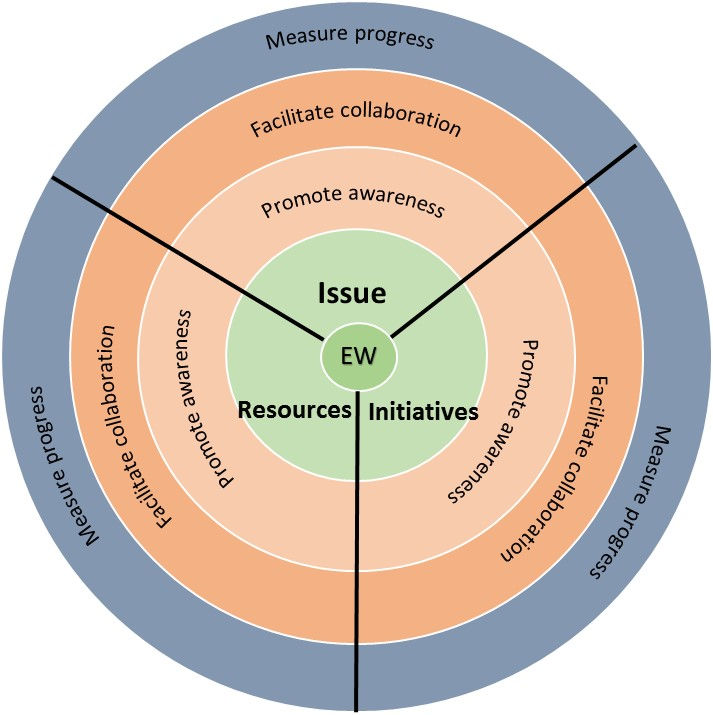 Measure progress
Facilitate collaboration
Promote awareness
Issue
EW
Resources
Initiatives
Promote awareness
Facilitate collaboration
Measure progress
Promote awareness
Facilitate collaboration
Measure progress